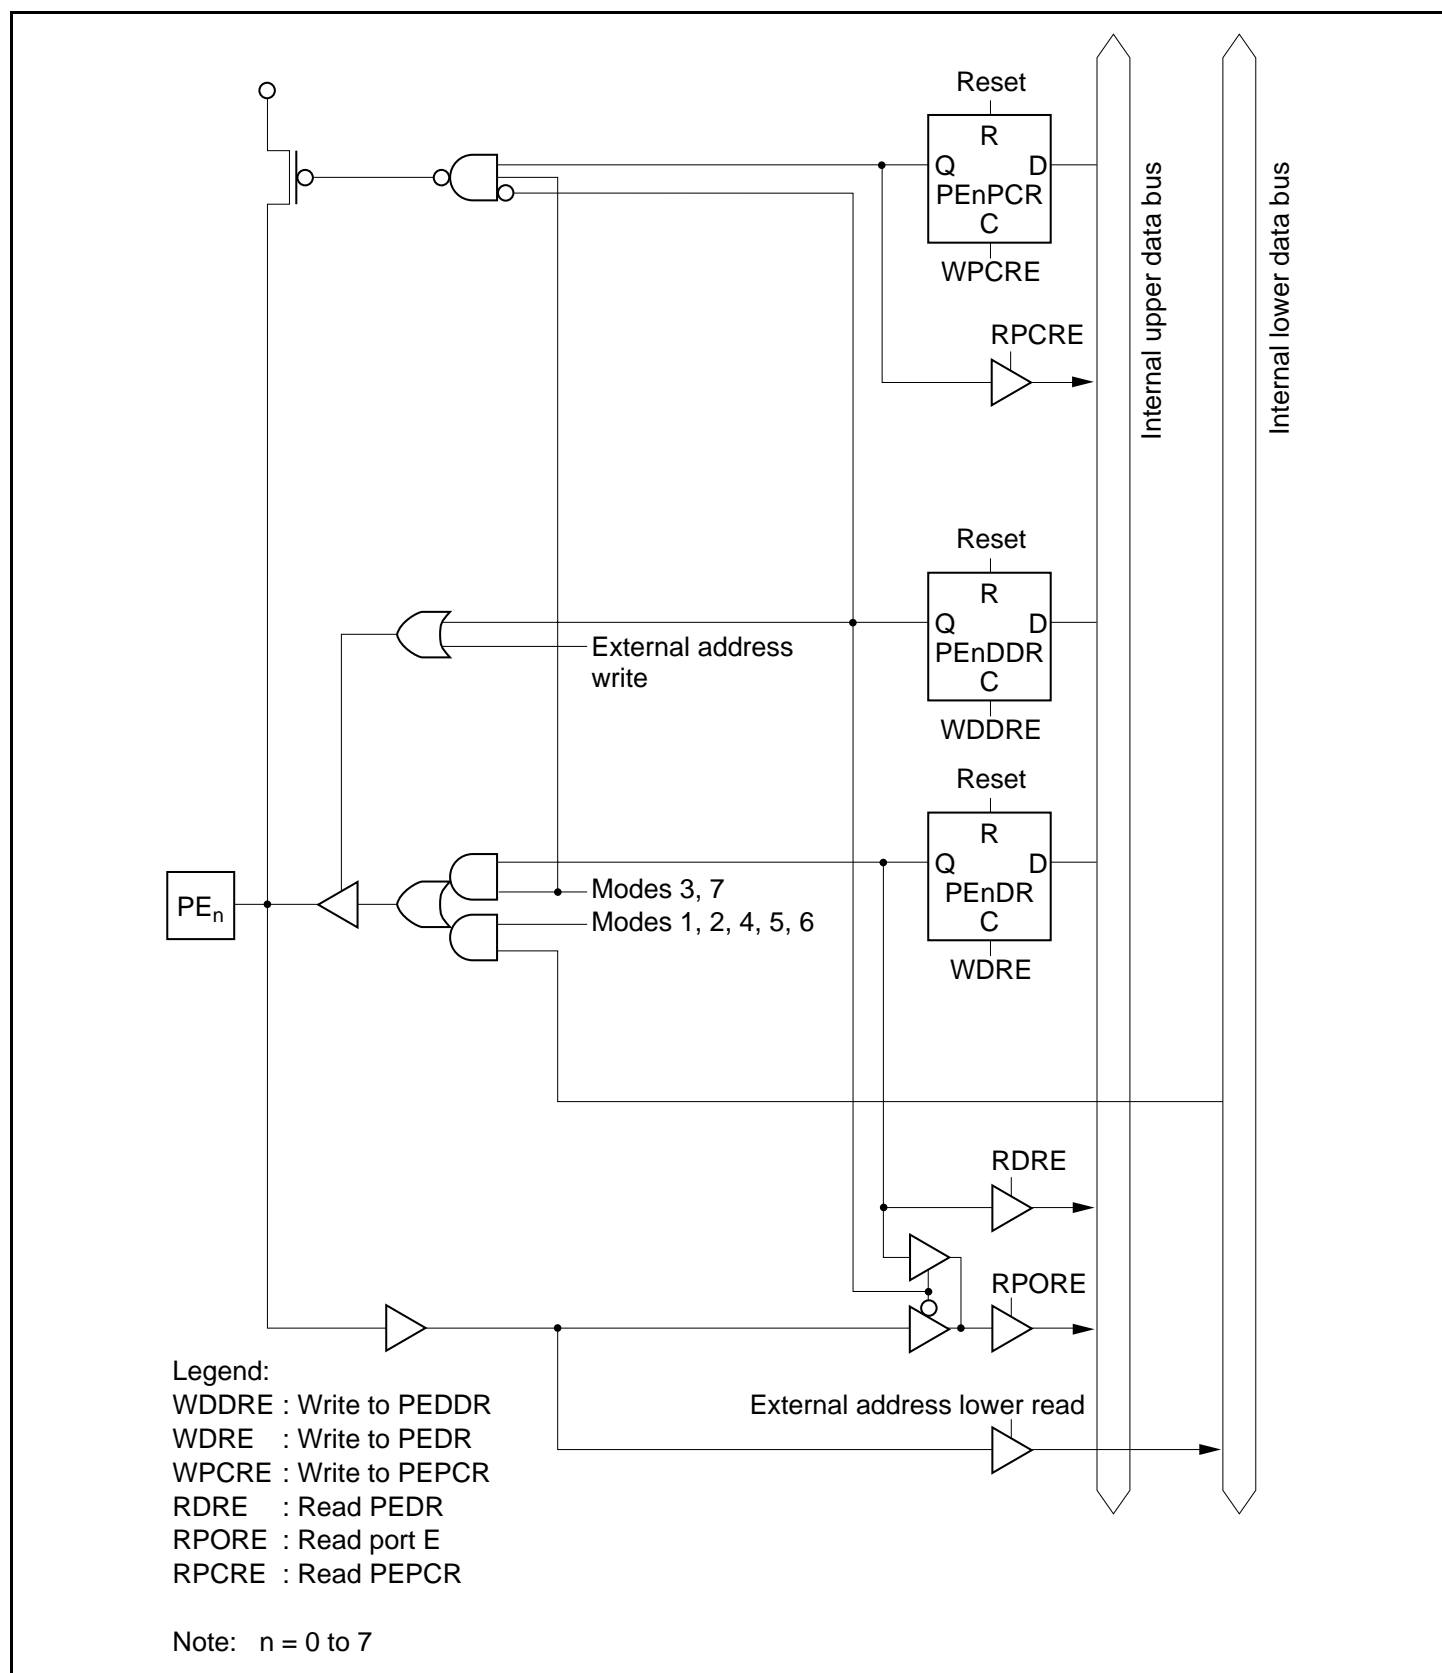 Reset
R
Q D
PEnPCR
C
WPCRE
RPCRE
Internal upper data bus
Internal lower data bus
Reset
R
Q D
PEnDDR
C
WDDRE
External address
write
Reset
R
Q D
PEnDR
C
WDRE
PEn
Modes 3, 7
Modes 1, 2, 4, 5, 6
RDRE
RPORE
External address lower read
Legend:
WDDRE : Write to PEDDR
WDRE : Write to PEDR
WPCRE : Write to PEPCR
RDRE : Read PEDR
RPORE : Read port E
RPCRE : Read PEPCR
Note: n = 0 to 7